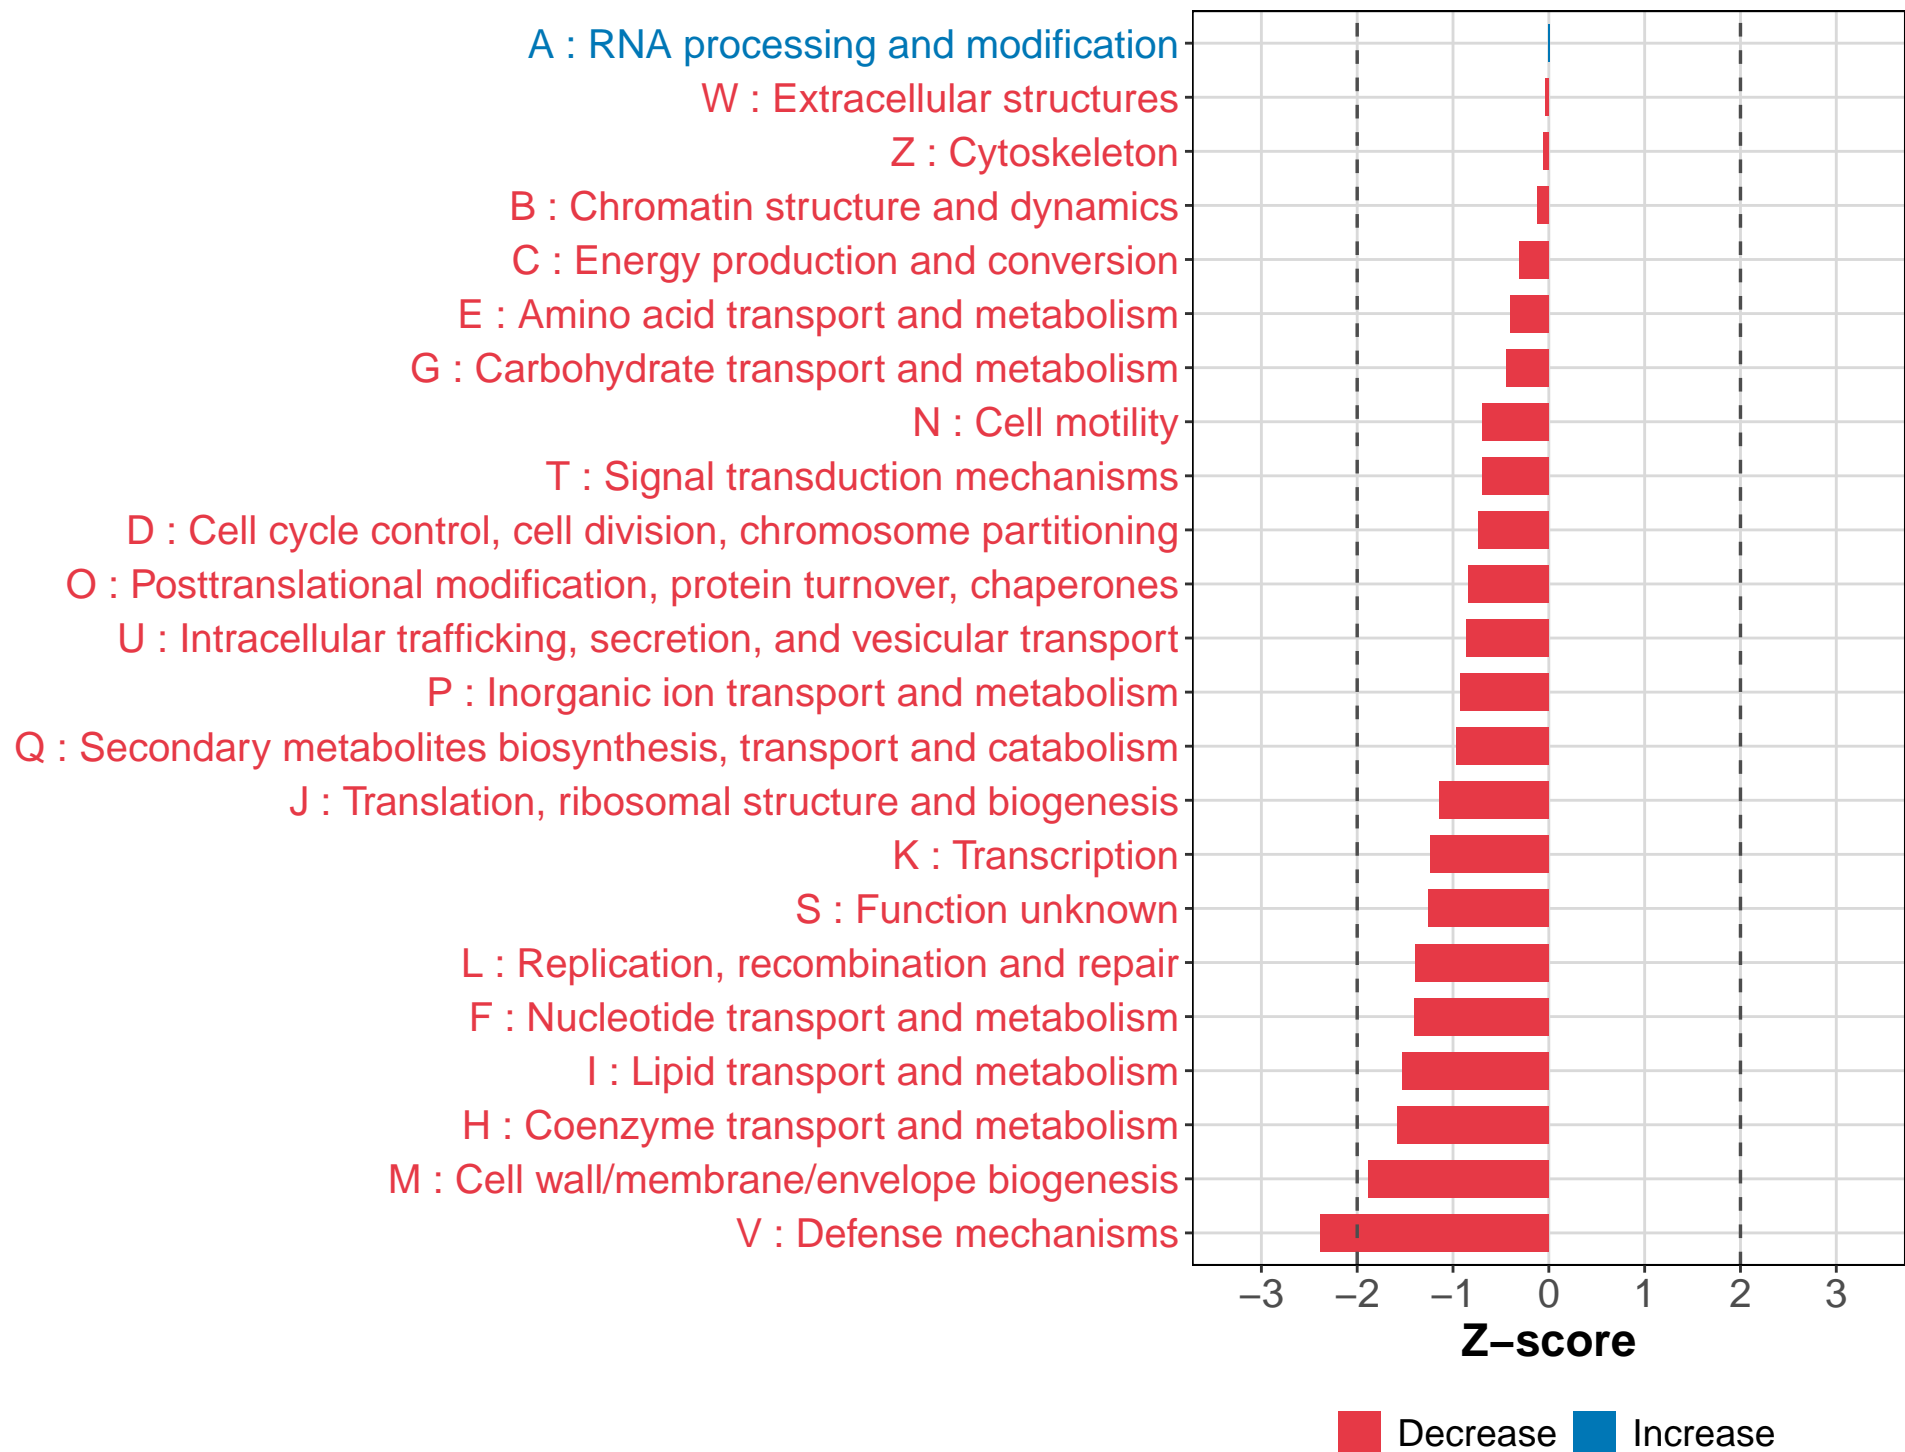 A : RNA processing and modification
W : Extracellular structures
Z : Cytoskeleton
B : Chromatin structure and dynamics
C : Energy production and conversion
E : Amino acid transport and metabolism
G : Carbohydrate transport and metabolism
N : Cell motility
T : Signal transduction mechanisms
D : Cell cycle control, cell division, chromosome partitioning
O : Posttranslational modification, protein turnover, chaperones
U : Intracellular trafficking, secretion, and vesicular transport
P : Inorganic ion transport and metabolism
Q : Secondary metabolites biosynthesis, transport and catabolism
J : Translation, ribosomal structure and biogenesis
K : Transcription
S : Function unknown
L : Replication, recombination and repair
F : Nucleotide transport and metabolism
I : Lipid transport and metabolism
H : Coenzyme transport and metabolism
M : Cell wall/membrane/envelope biogenesis
V : Defense mechanisms
−3 −2 −1 0 1 2 3
Z−score
Decrease Increase